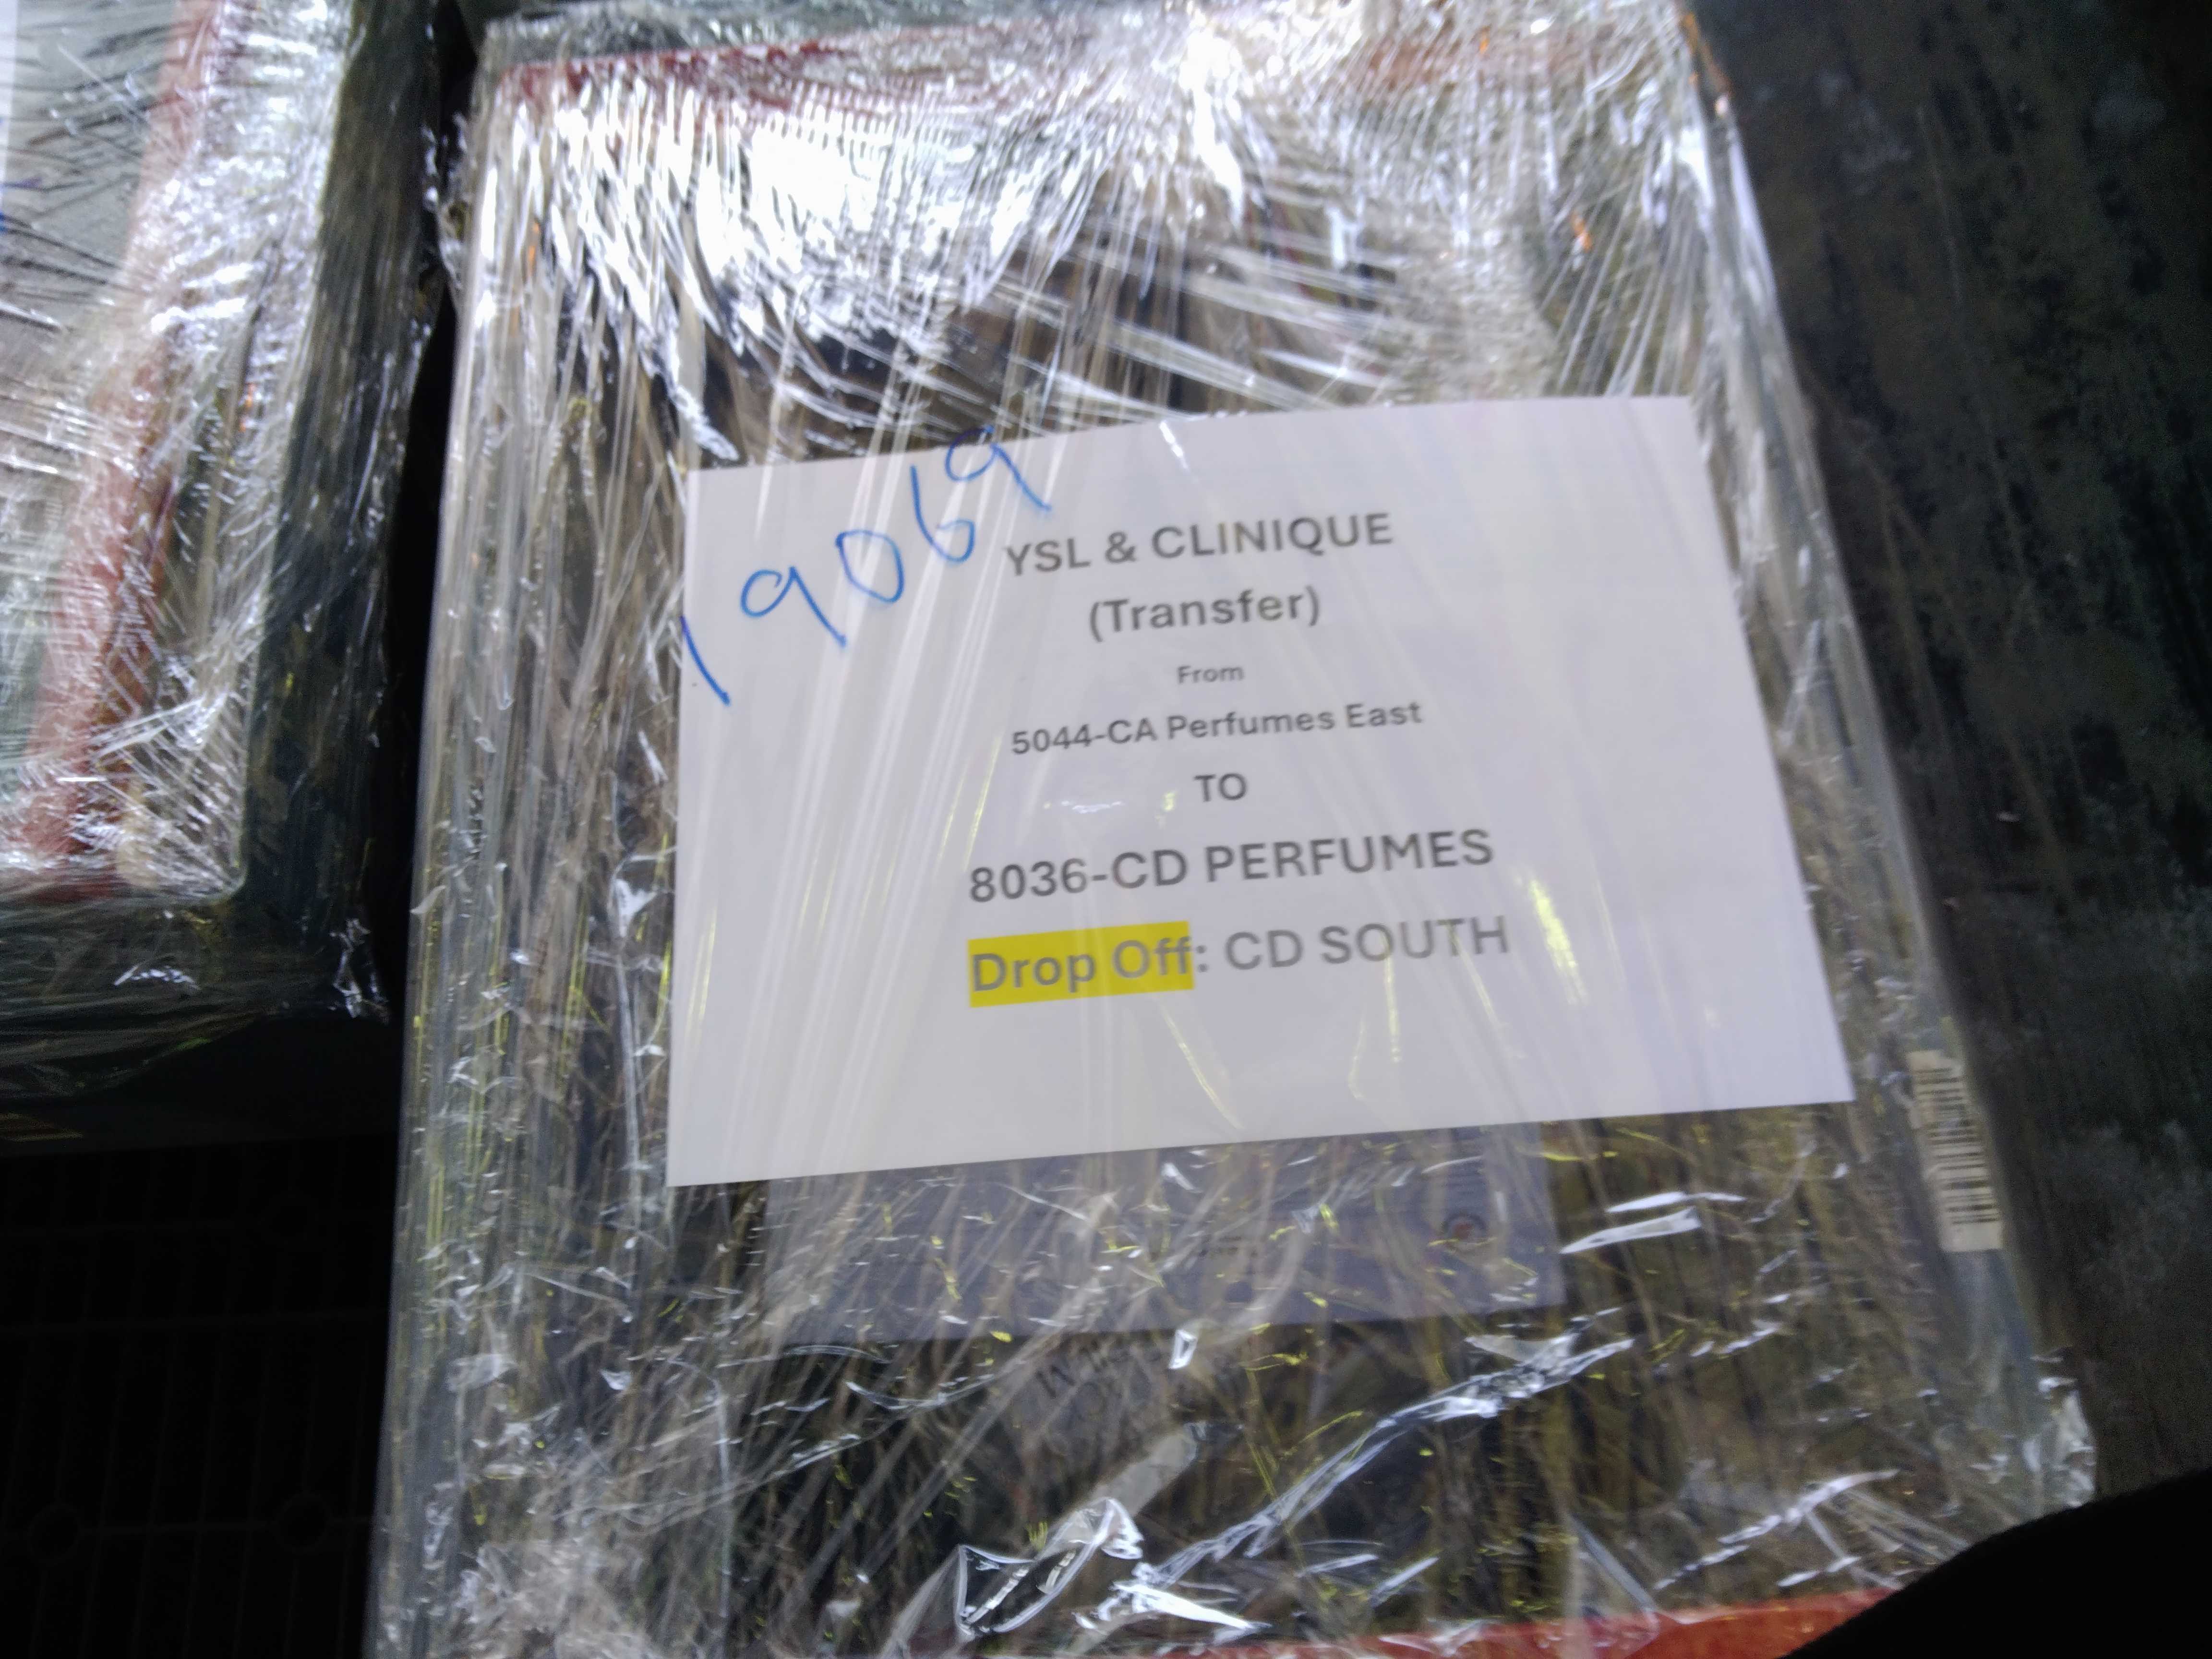 19069
YSL & CLINIQUE
(Transfer)
From
5044-CA Perfumes East
TO
8036-CD PERFUMES
Drop Off: CD SOUTH